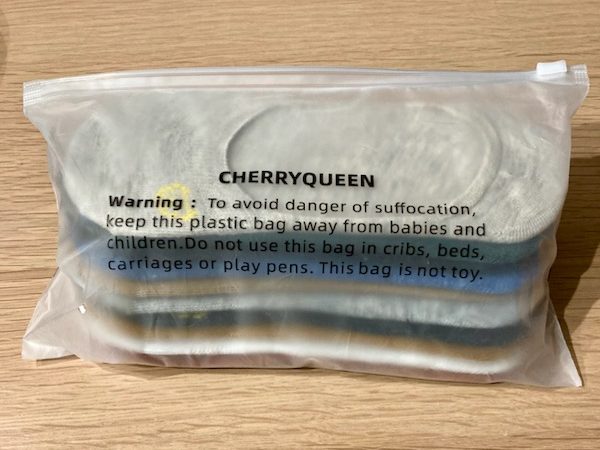 CHERRYQUEEN
Warning : To avoid danger of suffocation,
keep this plastic bag away from babies and
children.Do not use this bag in cribs, beds,
carriages or play pens. This bag is not toy.